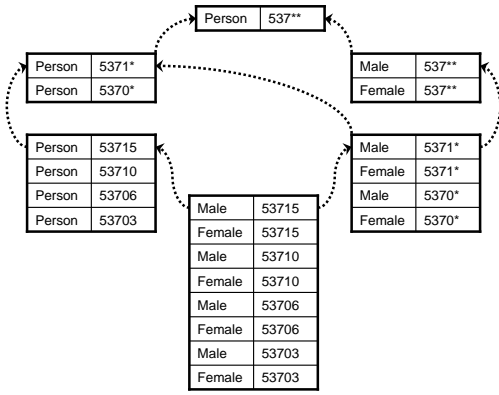 Person 537**
Person 5371*
Person 5370*
Male 537**
Female 537**
Person 53715
Person 53710
Person 53706
Person 53703
Male 5371*
Female 5371*
Male 5370*
Female 5370*
Male 53715
Female 53715
Male 53710
Female 53710
Male 53706
Female 53706
Male 53703
Female 53703